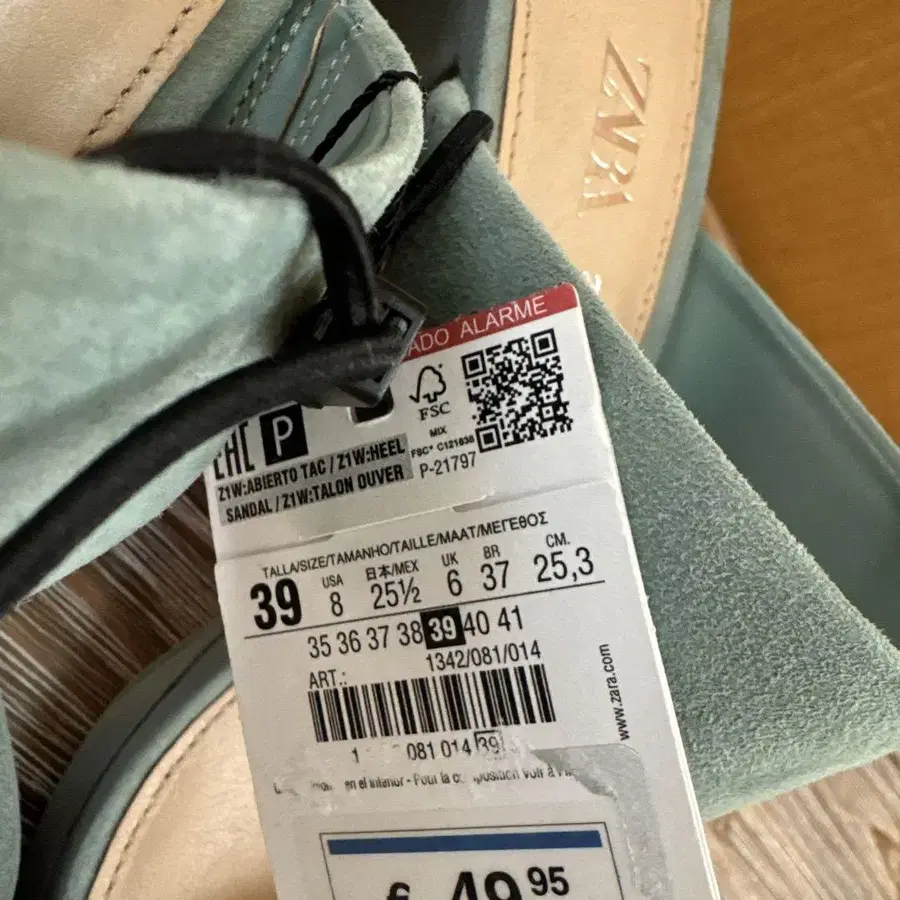 ZARA
ADO ALARME
FSC
MIX
FSC® C121638
P-21797
EAC P
Z1W:ABIERTO TAC / Z1W:HEEL
SANDAL / Z1W:TALON OUVER
TALLA/SIZE/TAMANHO/TAILLE/MAAT/ΜΕΓΕΘΟΣ
USA 日本/MEX UK BR CM.
39 8 25½ 6 37 25,3
35 36 37 38 39 40 41
ART.: 1342/081/014
www.zara.com
1 081 014 39
en el interior - Pour la
€ 49 95